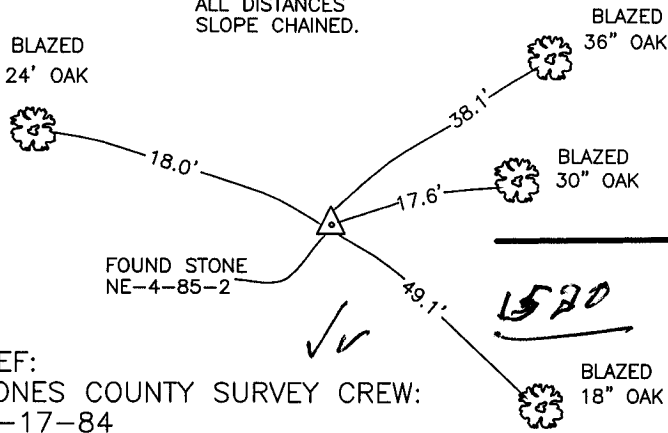 ALL DISTANCES
SLOPE CHAINED.
BLAZED
24' OAK
BLAZED
36" OAK
38.1'
18.0'
BLAZED
30" OAK
17.6'
FOUND STONE
NE-4-85-2
49.1'
1520
EF:
ONES COUNTY SURVEY CREW:
-17-84
BLAZED
18" OAK